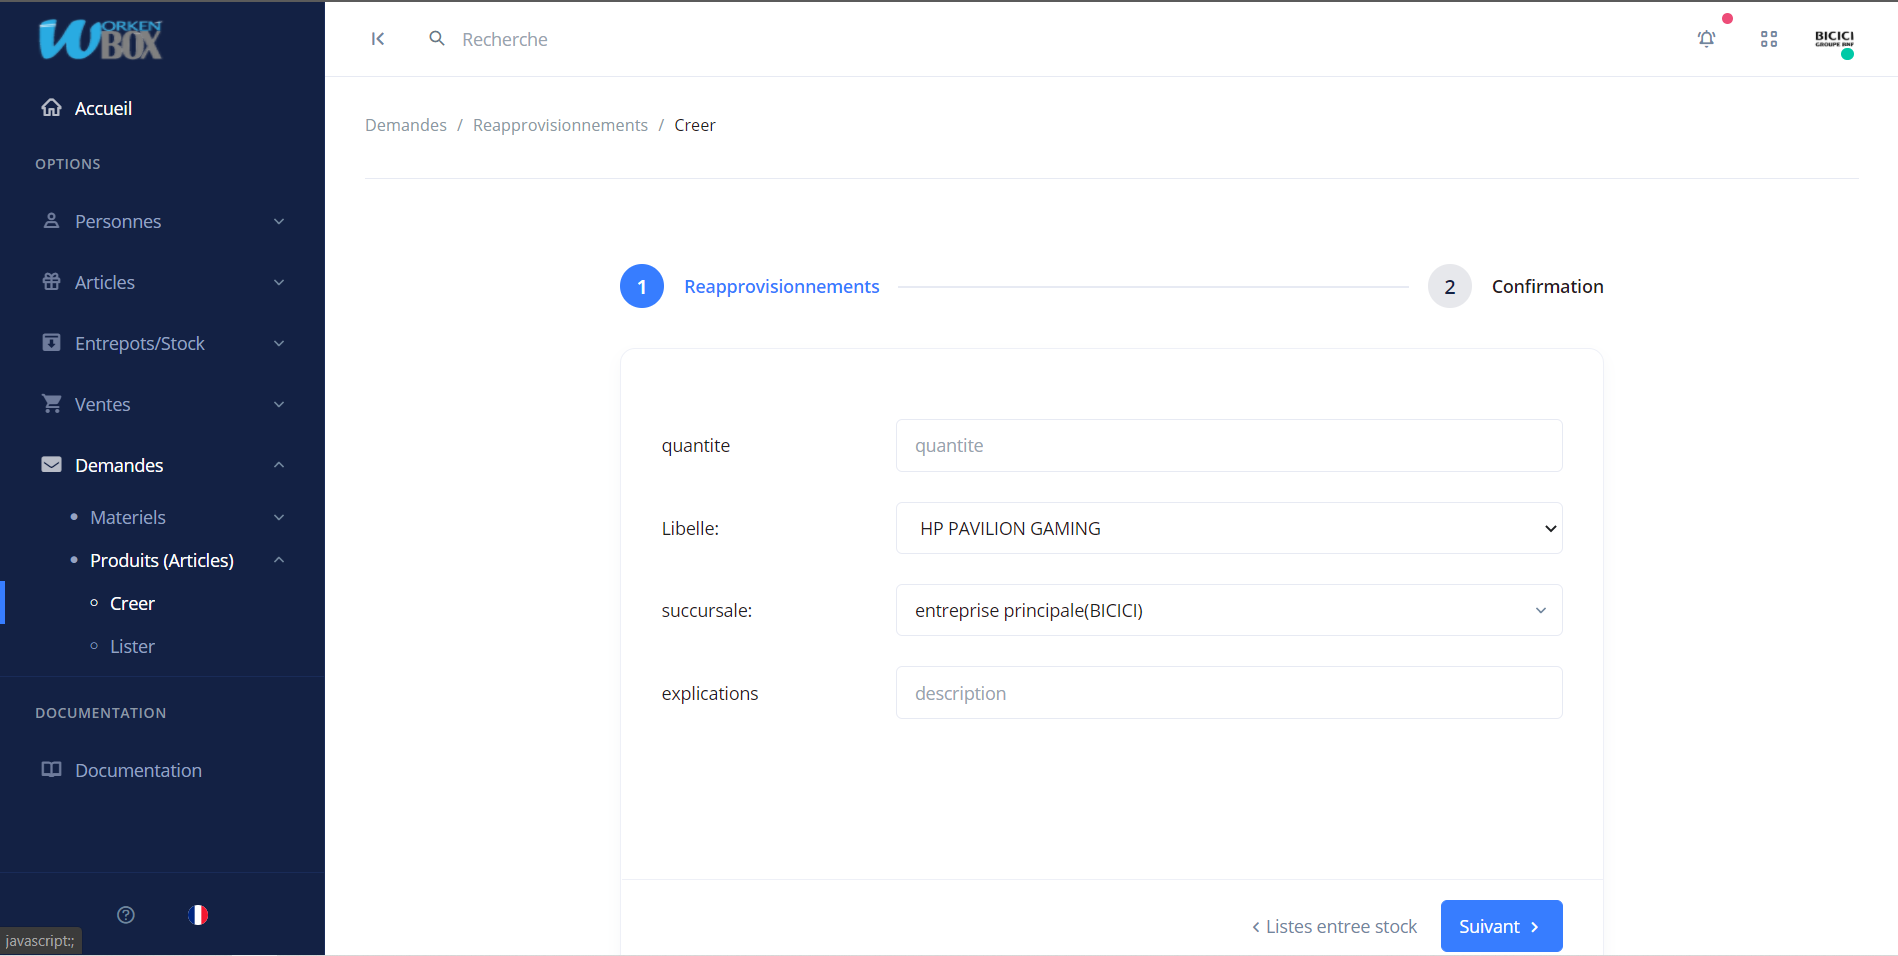 WORKEN
BOX
Recherche
BICICI
GROUPE BNP
Accueil
Demandes / Reapprovisionnements / Creer
OPTIONS
Personnes
Articles
Entrepots/Stock
Ventes
Demandes
Materiels
Produits (Articles)
Creer
Lister
DOCUMENTATION
Documentation
javascript:;
1 Reapprovisionnements
2 Confirmation
quantite quantite
Libelle: HP PAVILION GAMING
succursale: entreprise principale(BICICI)
explications description
Listes entree stock
Suivant